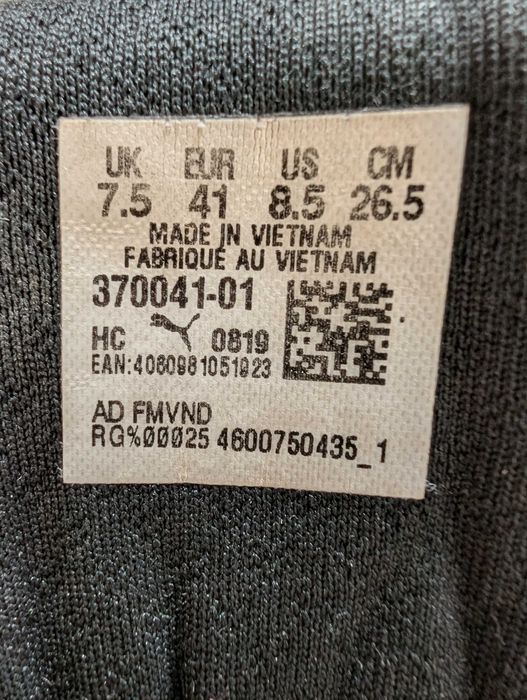 UK EUR US CM
7.5 41 8.5 26.5
MADE IN VIETNAM
FABRIQUÉ AU VIETNAM
370041-01
HC 0819
EAN:4060981051923
AD FMVND
RG%00025 4600750435_1